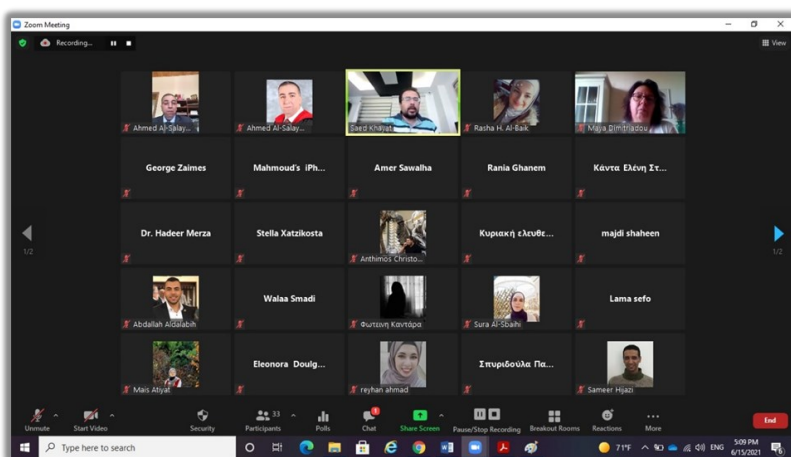 Zoom Meeting
Recording...
View
Ahmed Al-Salay...
Ahmed Al-Salay...
Saed Khayat
Rasha H. Al-Baik
Maya Dimitriadou
George Zaimes
Mahmoud's iPh...
Amer Sawalha
Rania Ghanem
Κάντα Ελένη Στ...
Dr. Hadeer Merza
Stella Xatzikosta
Anthimos Christo...
Κυριακή ελευθε...
majdi shaheen
1/2
1/2
Abdallah Aldalabih
Walaa Smadi
Φωτεινη Καντάρα
Sura Al-Sbaihi
Lama sefo
Mais Atiyat
Eleonora Douig...
reyhan ahmad
Σπυριδούλα Πα...
Sameer Hijazi
Unmute
Start Video
Security
Participants
33
Polls
Chat
1
Share Screen
Pause/Stop Recording
Breakout Rooms
Reactions
More
End
Type here to search
71°F
ENG
5:09 PM
6/15/2021